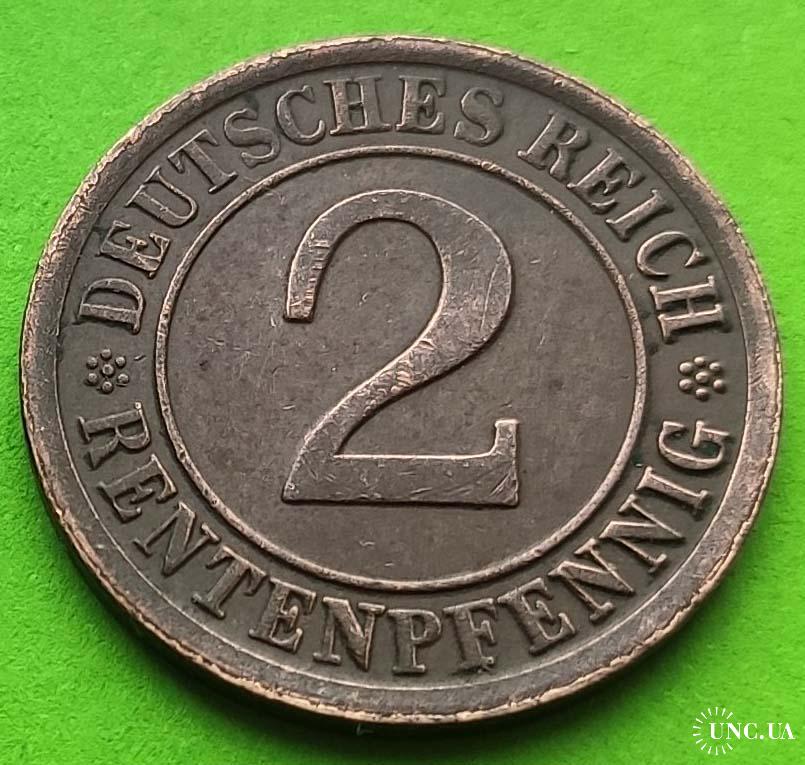 DEUTSCHES REICH
2
RENTENPFENNIG
UNC.UA